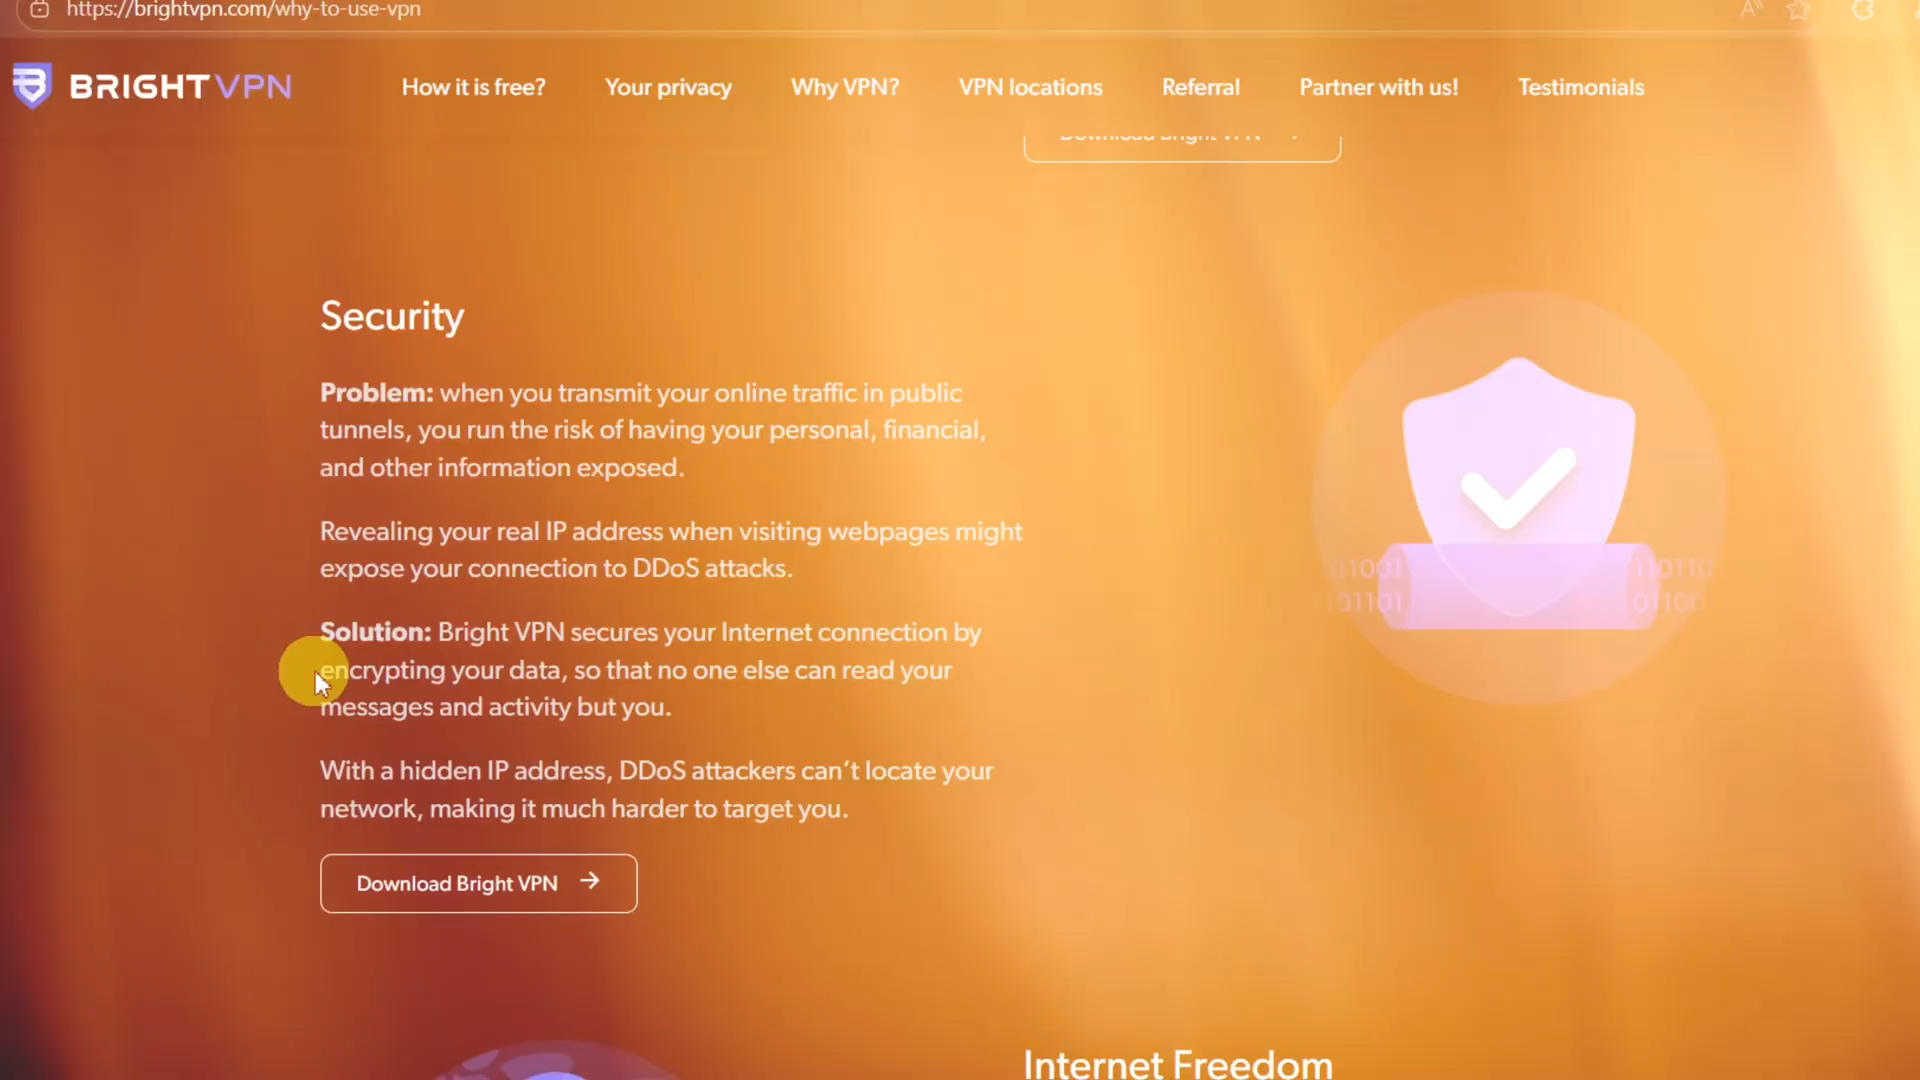 https://brightvpn.com/why-to-use-vpn
BRIGHTVPN
How it is free?
Your privacy
Why VPN?
VPN locations
Referral
Partner with us!
Testimonials
Download Bright VPN
Security
Problem: when you transmit your online traffic in public
tunnels, you run the risk of having your personal, financial,
and other information exposed.
Revealing your real IP address when visiting webpages might
expose your connection to DDoS attacks.
Solution: Bright VPN secures your Internet connection by
encrypting your data, so that no one else can read your
messages and activity but you.
With a hidden IP address, DDoS attackers can’t locate your
network, making it much harder to target you.
Download Bright VPN →
Internet Freedom